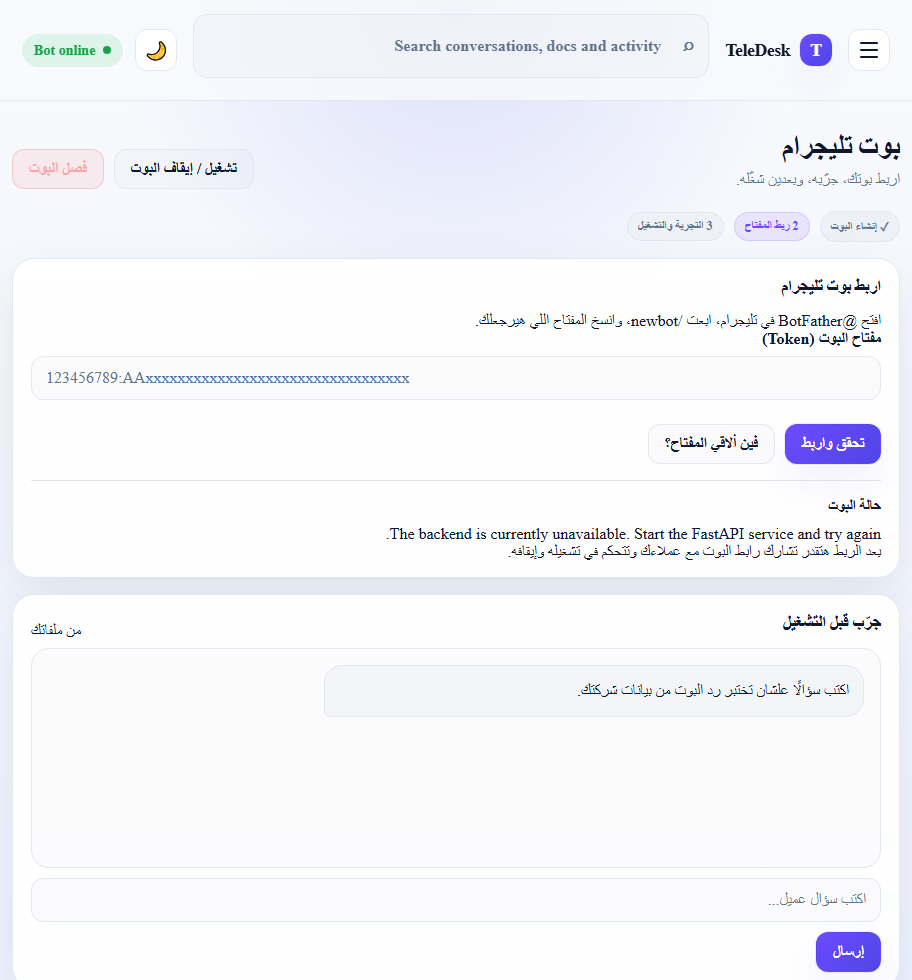 T TeleDesk
Search conversations, docs and activity
Bot online
بوت تليجرام
اربط بوتك، جرّبه، وبعدين شغّله.
تشغيل / إيقاف البوت
فصل البوت
✓ إنشاء البوت
2 ربط المفتاح
3 التجربة والتشغيل
اربط بوت تليجرام
افتح @BotFather في تليجرام، ابعت /newbot، وانسخ المفتاح اللي هيرجعلك.
مفتاح البوت (Token)
123456789:AAxxxxxxxxxxxxxxxxxxxxxxxxxxxxxxxxx
تحقق واربط
فين ألاقي المفتاح؟
حالة البوت
The backend is currently unavailable. Start the FastAPI service and try again.
بعد الربط هتقدر تشارك رابط البوت مع عملاءك وتتحكم في تشغيله وإيقافه.
جرّب قبل التشغيل
من ملفاتك
اكتب سؤالًا علشان تختبر رد البوت من بيانات شركتك.
اكتب سؤال عميل...
إرسال